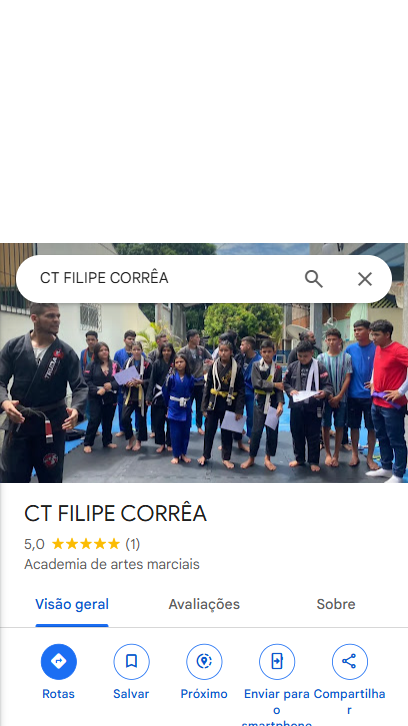 CT FILIPE CORRÊA
CT FILIPE CORRÊA
5,0 ★★★★★ (1)
Academia de artes marciais
Visão geral Avaliações Sobre
Rotas Salvar Próximo Enviar para o smartphone Compartilhar